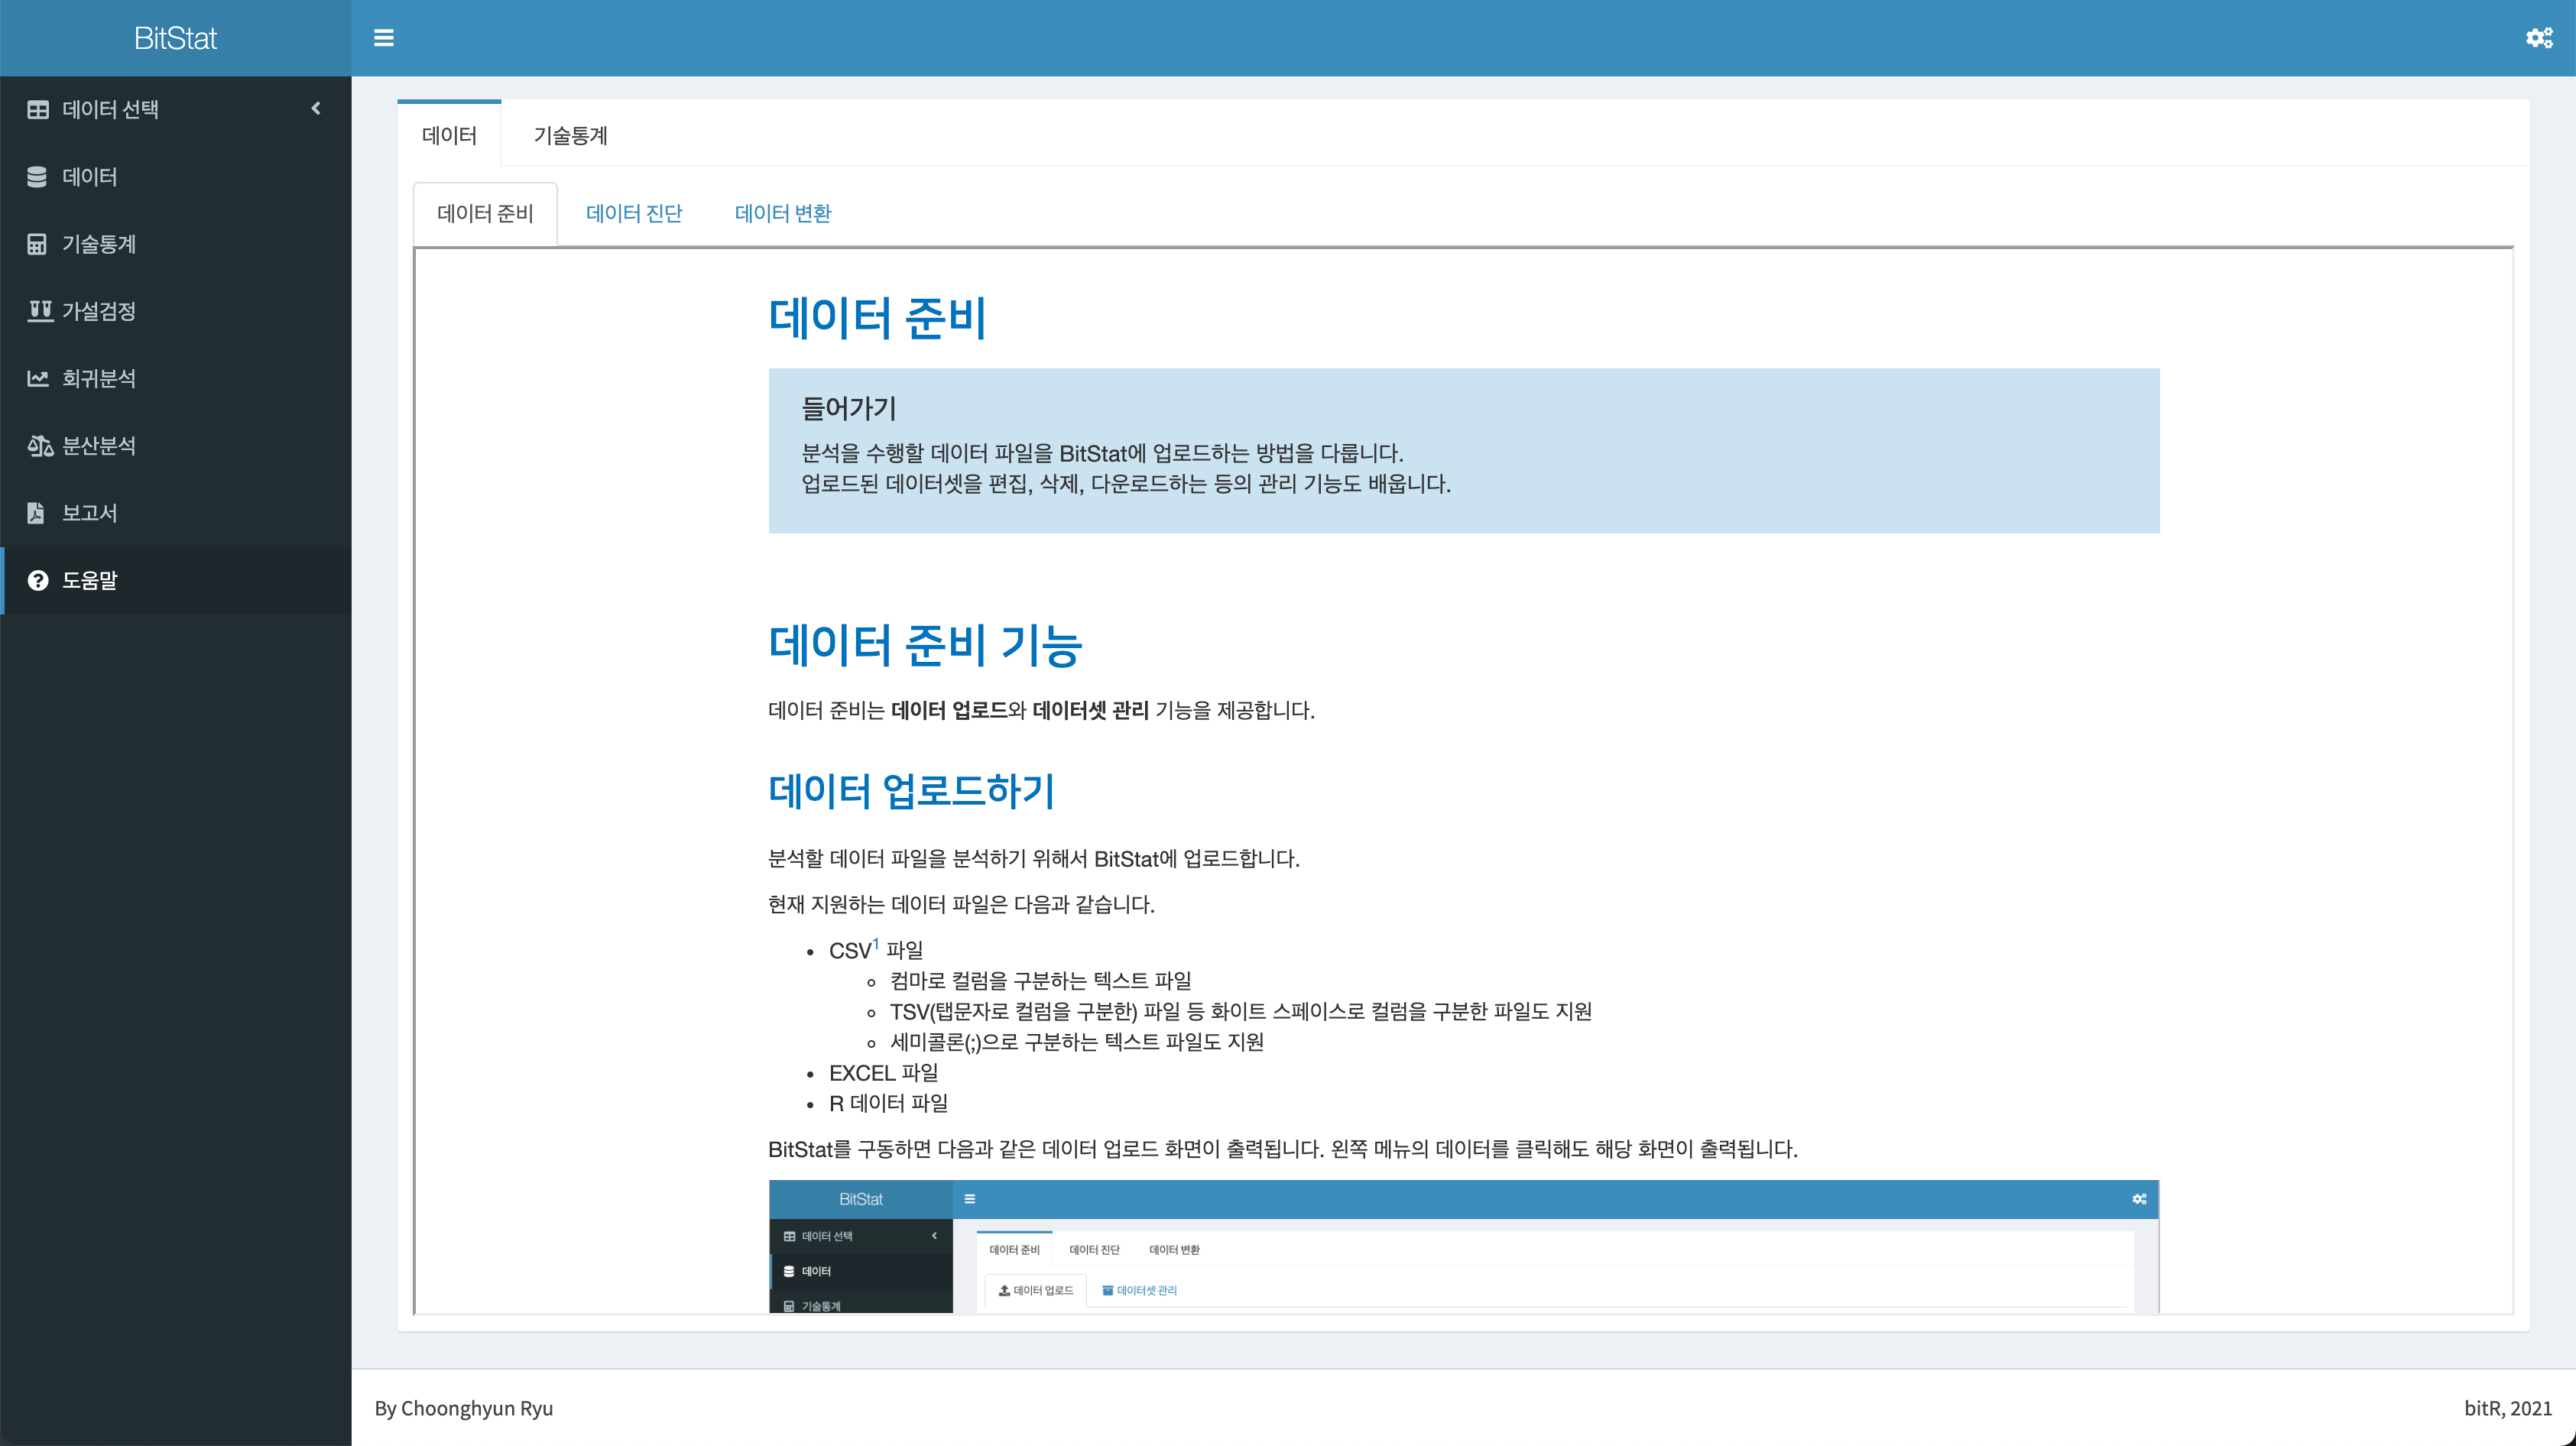 BitStat
데이터 선택
데이터
기술통계
가설검정
회귀분석
분산분석
보고서
도움말
데이터 기술통계
데이터 준비 데이터 진단 데이터 변환
데이터 준비
들어가기
분석을 수행할 데이터 파일을 BitStat에 업로드하는 방법을 다룹니다.
업로드된 데이터셋을 편집, 삭제, 다운로드하는 등의 관리 기능도 배웁니다.
데이터 준비 기능
데이터 준비는 데이터 업로드와 데이터셋 관리 기능을 제공합니다.
데이터 업로드하기
분석할 데이터 파일을 분석하기 위해서 BitStat에 업로드합니다.
현재 지원하는 데이터 파일은 다음과 같습니다.
• CSV1 파일
◦ 컴마로 컬럼을 구분하는 텍스트 파일
◦ TSV(탭문자로 컬럼을 구분한) 파일 등 화이트 스페이스로 컬럼을 구분한 파일도 지원
◦ 세미콜론(;)으로 구분하는 텍스트 파일도 지원
• EXCEL 파일
• R 데이터 파일
BitStat를 구동하면 다음과 같은 데이터 업로드 화면이 출력됩니다. 왼쪽 메뉴의 데이터를 클릭해도 해당 화면이 출력됩니다.
BitStat
데이터 선택
데이터
기술통계
데이터 준비 데이터 진단 데이터 변환
데이터 업로드 데이터셋 관리
By Choonghyun Ryu
bitR, 2021